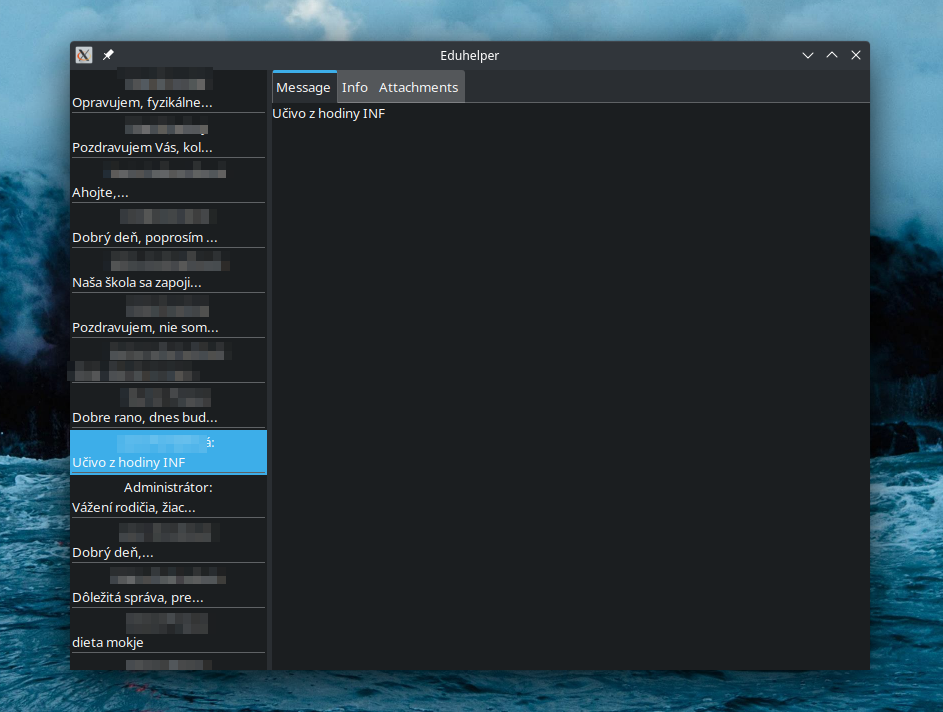 Eduhelper
Opravujem, fyzikálne...
Pozdravujem Vás, kol...
Ahojte,...
Dobrý deň, poprosím ...
Naša škola sa zapoji...
Pozdravujem, nie som...
Dobre rano, dnes bud...
á:
Učivo z hodiny INF
Administrátor:
Vážení rodičia, žiac...
Dobrý deň,...
Dôležitá správa, pre...
dieta mokje
Message Info Attachments
Učivo z hodiny INF